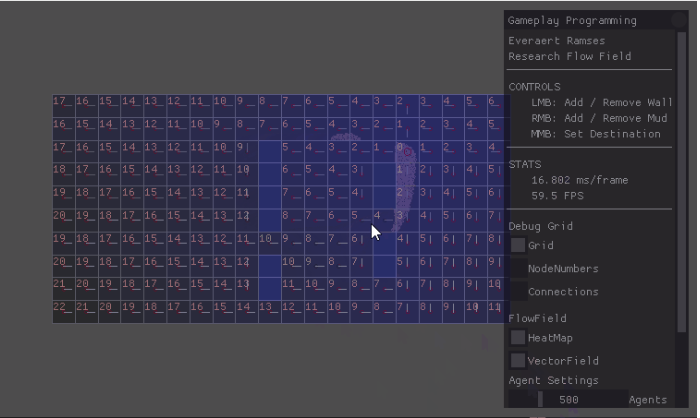 Gameplay Programming
Everaert Ramses
Research Flow Field
CONTROLS
LMB: Add / Remove Wall
RMB: Add / Remove Mud
MMB: Set Destination
STATS
16.802 ms/frame
59.5 FPS
Debug Grid
Grid
NodeNumbers
Connections
FlowField
HeatMap
VectorField
Agent Settings
500 Agents
17 16 15 14 13 12 11 10 9 8 7 6 5 4 3 2 3 4 5 6
16 15 14 13 12 11 10 9 8 7 6 5 4 3 2 1 2 3 4 5
17 16 15 14 13 12 11 10 9 5 4 3 2 1 0 1 2 3 4
18 17 16 15 14 13 12 11 10 6 5 4 3 1 2 3 4 5
19 18 17 16 15 14 13 12 11 7 6 5 4 2 3 4 5 6
20 19 18 17 16 15 14 13 12 8 7 6 5 4 3 4 5 6 7
19 18 17 16 15 14 13 12 11 10 9 8 7 6 4 5 6 7 8
20 19 18 17 16 15 14 13 12 10 9 8 7 5 6 7 8 9
21 20 19 18 17 16 15 14 13 11 10 9 8 7 6 7 8 9 10
22 21 20 19 18 17 16 15 14 13 12 11 10 9 8 7 8 9 10 11